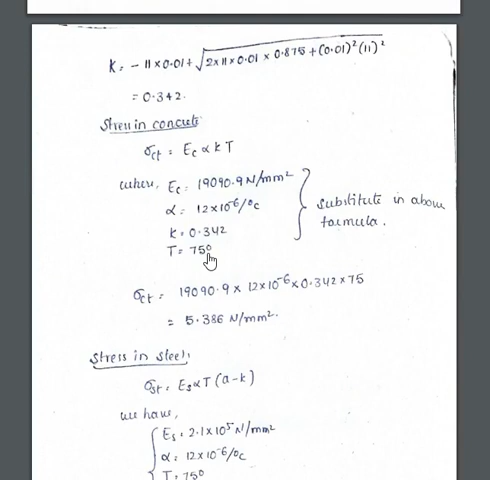 K = - 11 x 0.01 + √2 x 11 x 0.01 x 0.875 + (0.01)² (11)²
= 0.342.
Stress in concrete
σct = Ec α k T
where, Ec = 19090.9 N/mm²
α = 12 x 10⁻⁶/°c
k = 0.342
T = 75°
substitute in above formula.
σct = 19090.9 x 12 x 10⁻⁶ x 0.342 x 75
= 5.386 N/mm².
Stress in steel:
σst = Es α T (a - k)
we have,
Es = 2.1 x 10⁵ N/mm²
α = 12 x 10⁻⁶/°c
T = 75°